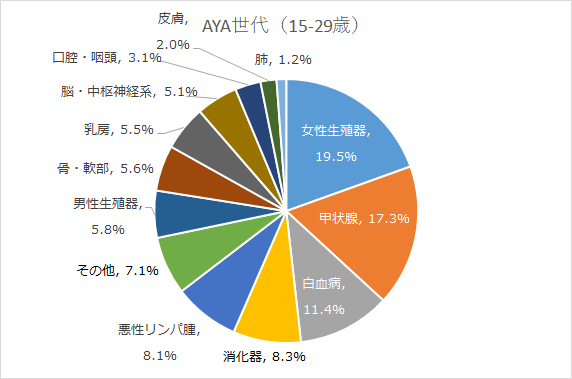 AYA世代（15-29歳）
女性生殖器,
19.5%
甲状腺, 17.3%
白血病,
11.4%
消化器, 8.3%
悪性リンパ腫,
8.1%
その他, 7.1%
男性生殖器,
5.8%
骨・軟部, 5.6%
乳房, 5.5%
脳・中枢神経系, 5.1%
口腔・咽頭, 3.1%
皮膚,
2.0%
肺, 1.2%